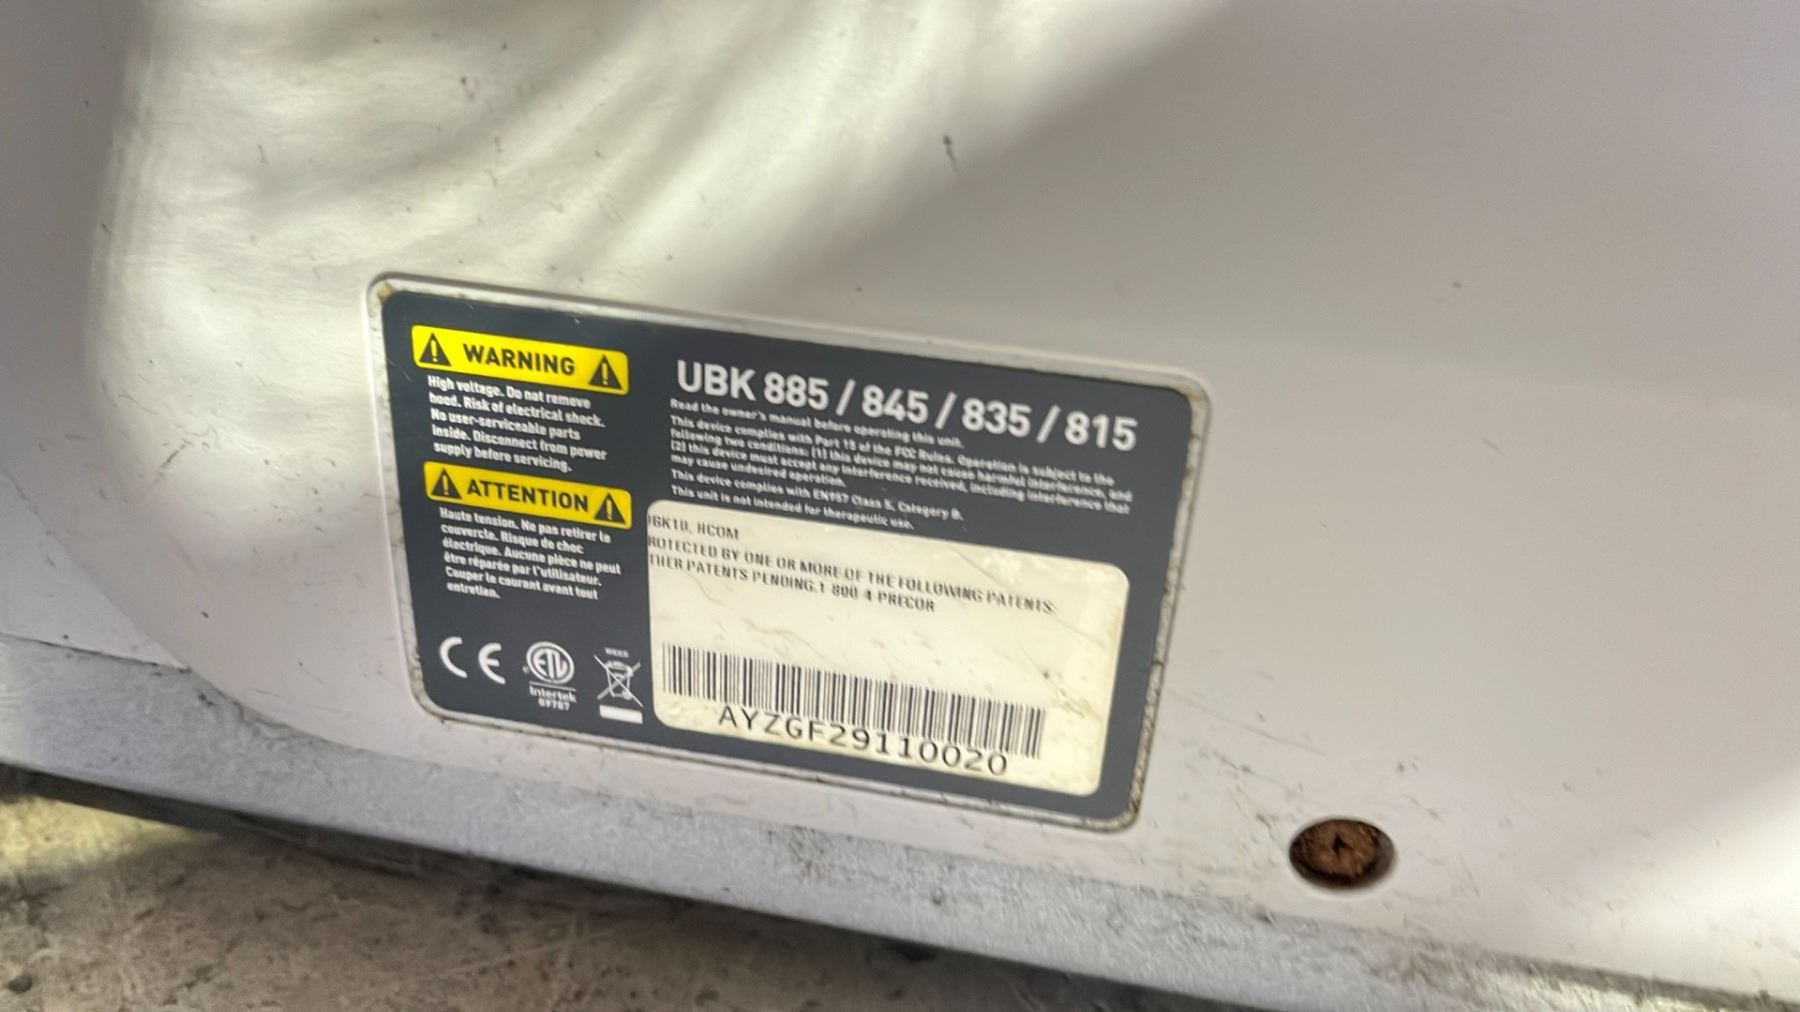 WARNING
High voltage. Do not remove
hood. Risk of electrical shock.
No user-serviceable parts
inside. Disconnect from power
supply before servicing.
ATTENTION
Haute tension. Ne pas retirer le
couvercle. Risque de choc
électrique. Aucune pièce ne peut
être réparée par l'utilisateur.
Couper le courant avant tout
entretien.
CE
ETL
Intertek
UBK 885 / 845 / 835 / 815
Read the owner's manual before operating this unit.
This device complies with Part 15 of the FCC Rules. Operation is subject to the
following two conditions: (1) this device may not cause harmful interference, and
(2) this device must accept any interference received, including interference that
may cause undesired operation.
This device complies with EN957 Class S, Category B.
This unit is not intended for therapeutic use.
BK10, HCOM
ROTECTED BY ONE OR MORE OF THE FOLLOWING PATENTS:
THER PATENTS PENDING.1-800-4-PRECOR
AYZGF29110020